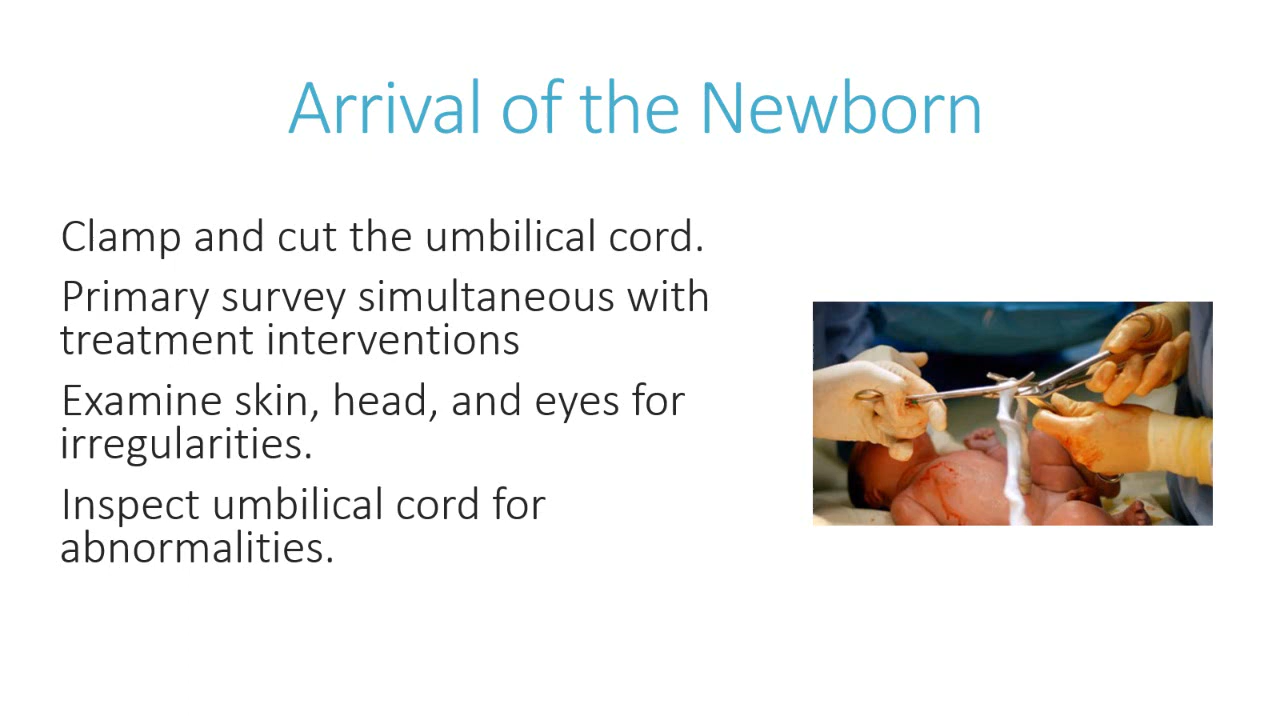 Arrival of the Newborn
Clamp and cut the umbilical cord.
Primary survey simultaneous with
treatment interventions
Examine skin, head, and eyes for
irregularities.
Inspect umbilical cord for
abnormalities.